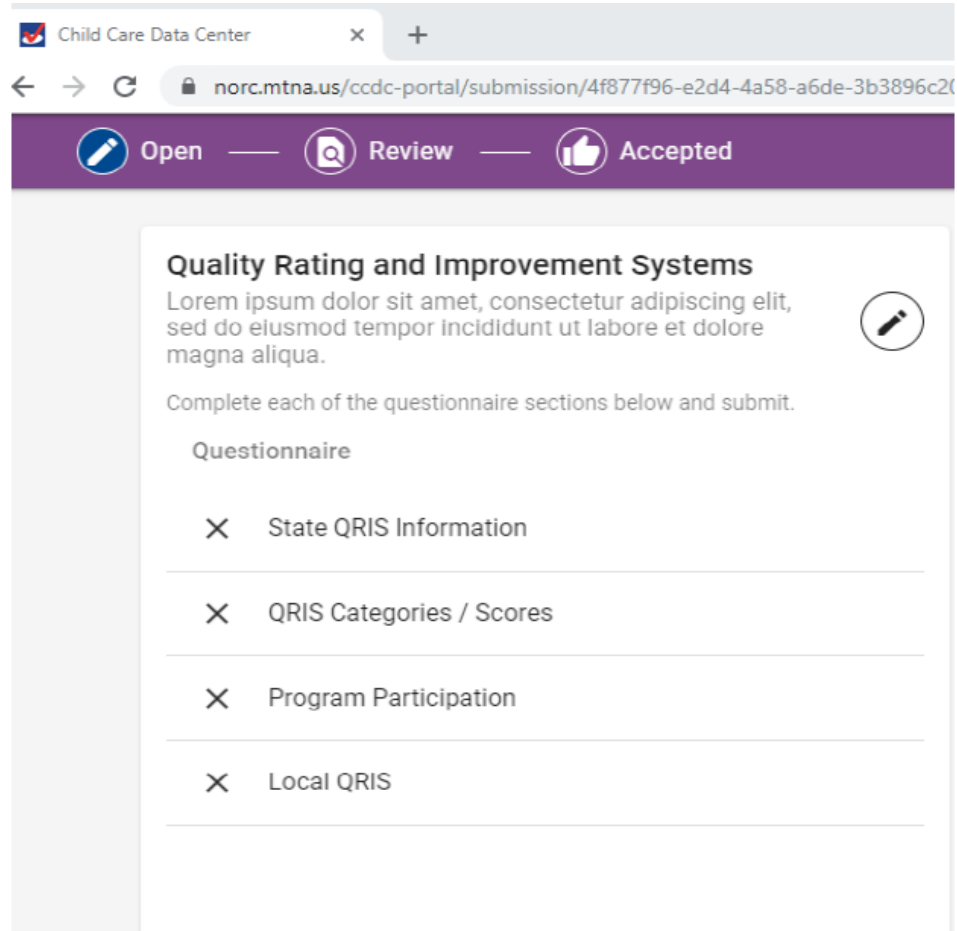 Child Care Data Center
norc.mtna.us/ccdc-portal/submission/4f877f96-e2d4-4a58-a6de-3b3896c20
Open
Review
Accepted
Quality Rating and Improvement Systems
Lorem ipsum dolor sit amet, consectetur adipiscing elit,
sed do eiusmod tempor incididunt ut labore et dolore
magna aliqua.
Complete each of the questionnaire sections below and submit.
Questionnaire
State QRIS Information
QRIS Categories / Scores
Program Participation
Local QRIS